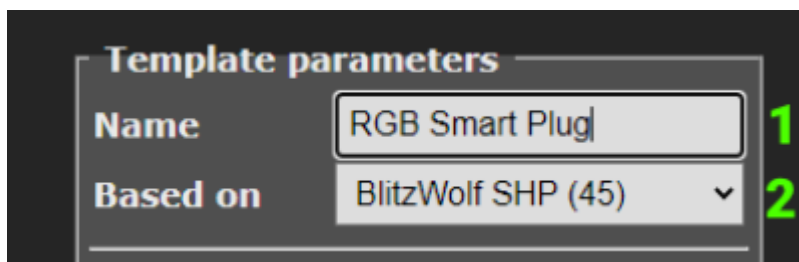 Template parameters
Name RGB Smart Plug 1
Based on BlitzWolf SHP (45) 2